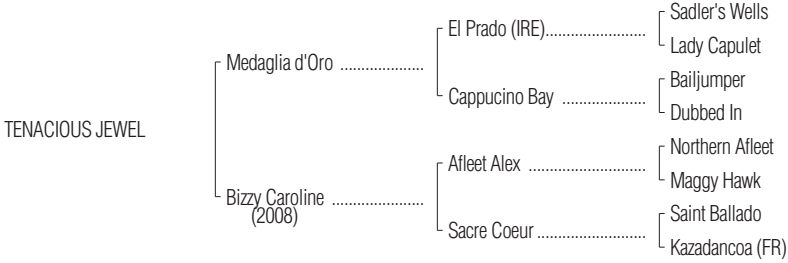 Sadler's Wells
El Prado (IRE)........................
Lady Capulet
Medaglia d'Oro ....................
Bailjumper
Cappucino Bay ....................
Dubbed In
TENACIOUS JEWEL
Northern Afleet
Afleet Alex ............................
Maggy Hawk
Bizzy Caroline ......................
(2008)
Saint Ballado
Sacre Coeur ..........................
Kazadancoa (FR)